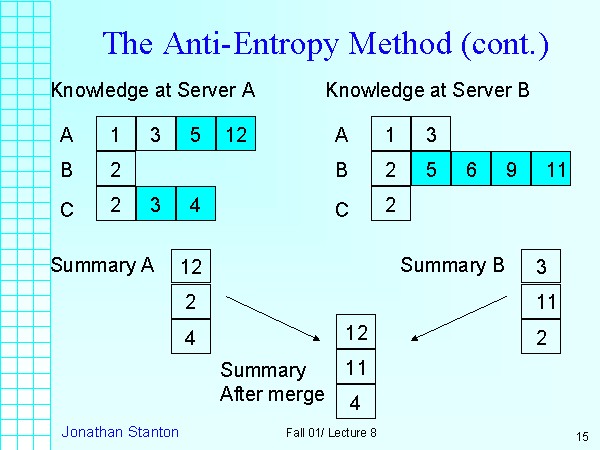 The Anti-Entropy Method (cont.)
Knowledge at Server A
A 1 3 5 12
B 2
C 2 3 4
Knowledge at Server B
A 1 3
B 2 5 6 9 11
C 2
Summary A
12
2
4
Summary B
3
11
2
Summary
After merge
12
11
4
Jonathan Stanton
Fall 01/ Lecture 8
15